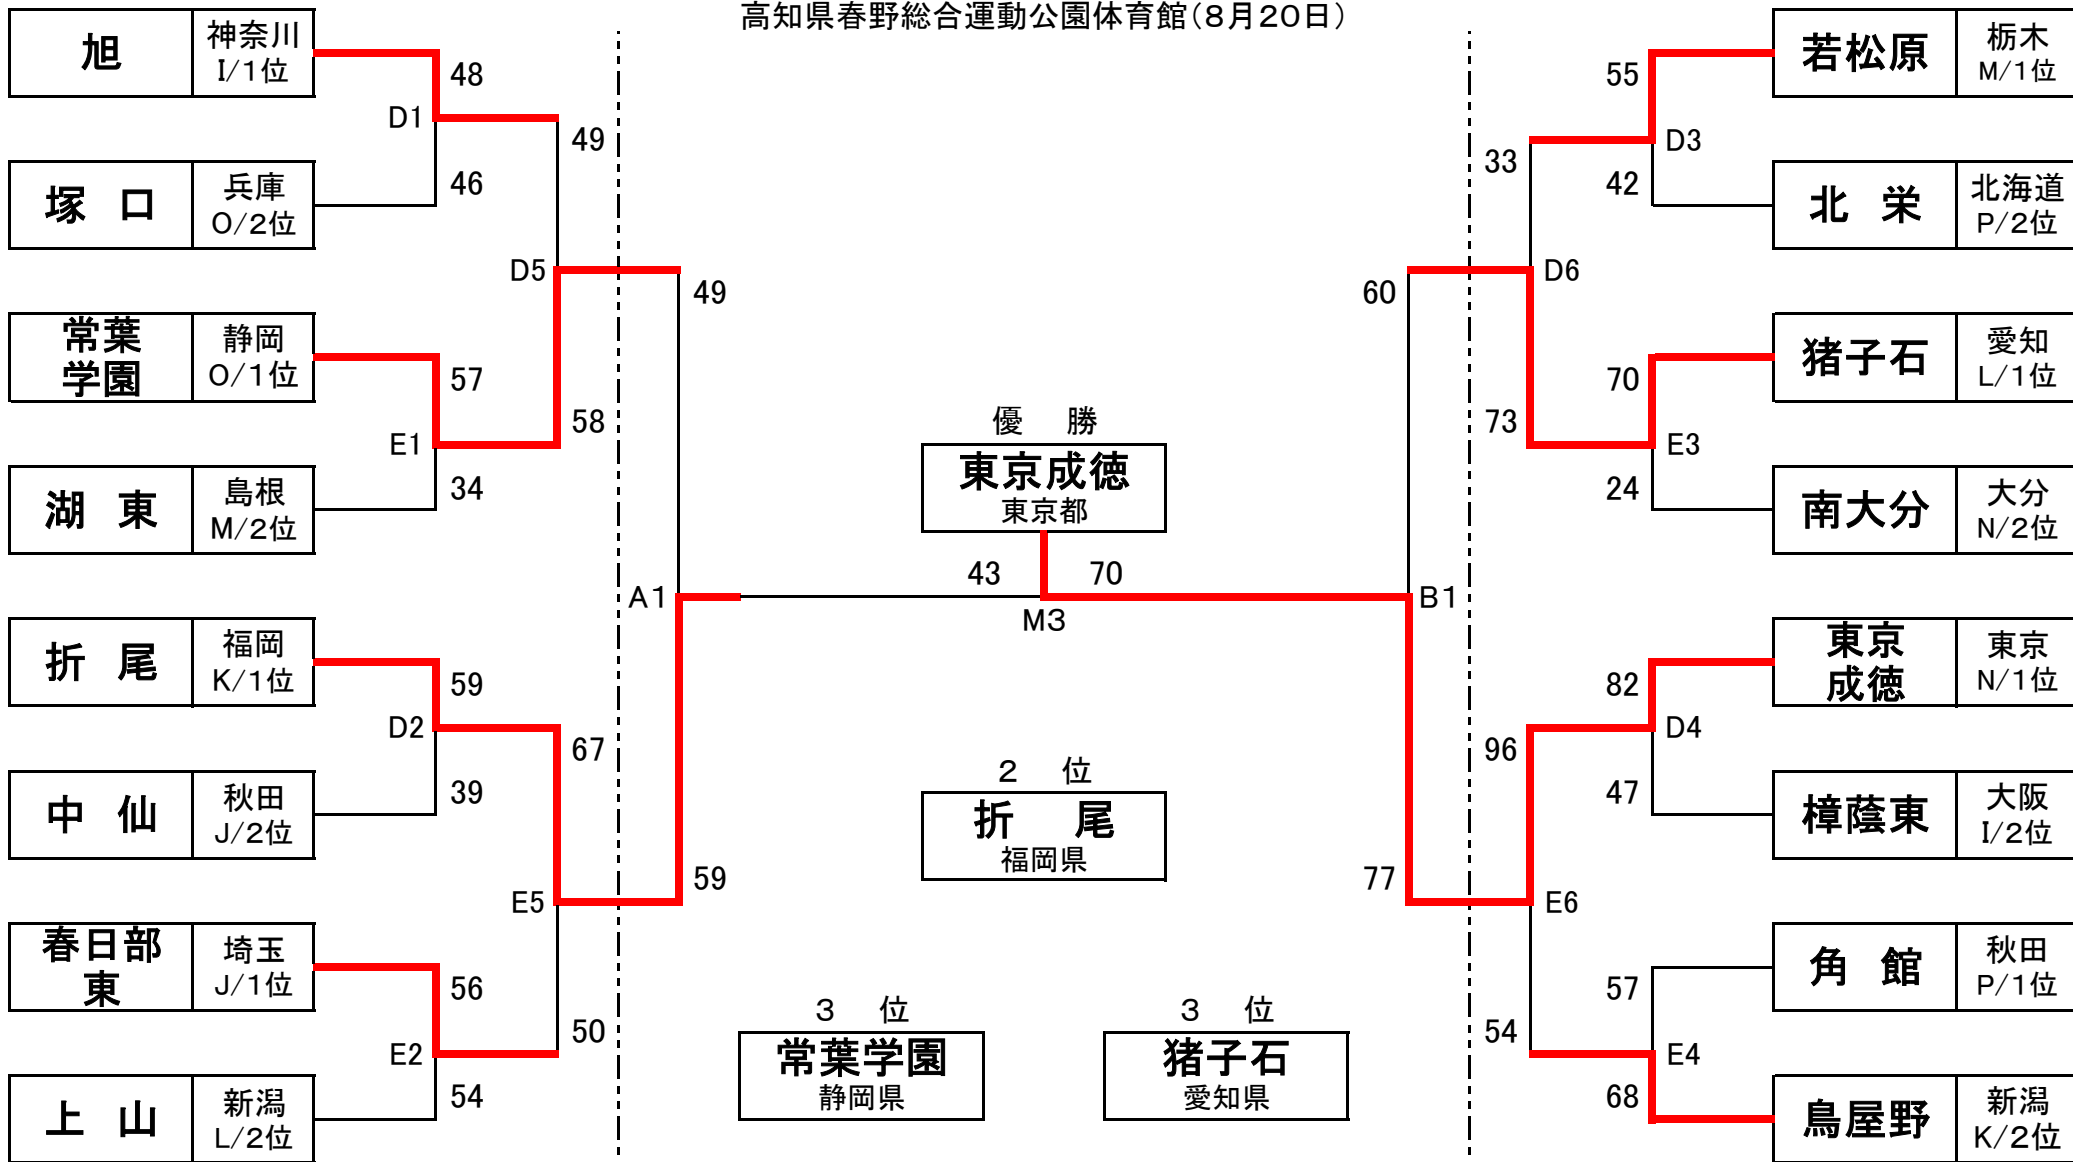 高知県春野総合運動公園体育館(8月20日)
旭
神奈川
I/1位
48
D1
46
塚 口
兵庫
O/2位
49
D5
58
常葉
学園
静岡
O/1位
57
E1
34
湖 東
島根
M/2位
49
A1
59
折 尾
福岡
K/1位
59
D2
39
中 仙
秋田
J/2位
67
E5
50
春日部
東
埼玉
J/1位
56
E2
54
上 山
新潟
L/2位
優 勝
東京成徳
東京都
43
70
M3
2 位
折 尾
福岡県
3 位
常葉学園
静岡県
3 位
猪子石
愛知県
若松原
栃木
M/1位
55
D3
42
北 栄
北海道
P/2位
33
D6
73
猪子石
愛知
L/1位
70
E3
24
南大分
大分
N/2位
60
B1
77
東京
成徳
東京
N/1位
82
D4
47
樟蔭東
大阪
I/2位
96
E6
54
角 館
秋田
P/1位
57
E4
68
鳥屋野
新潟
K/2位